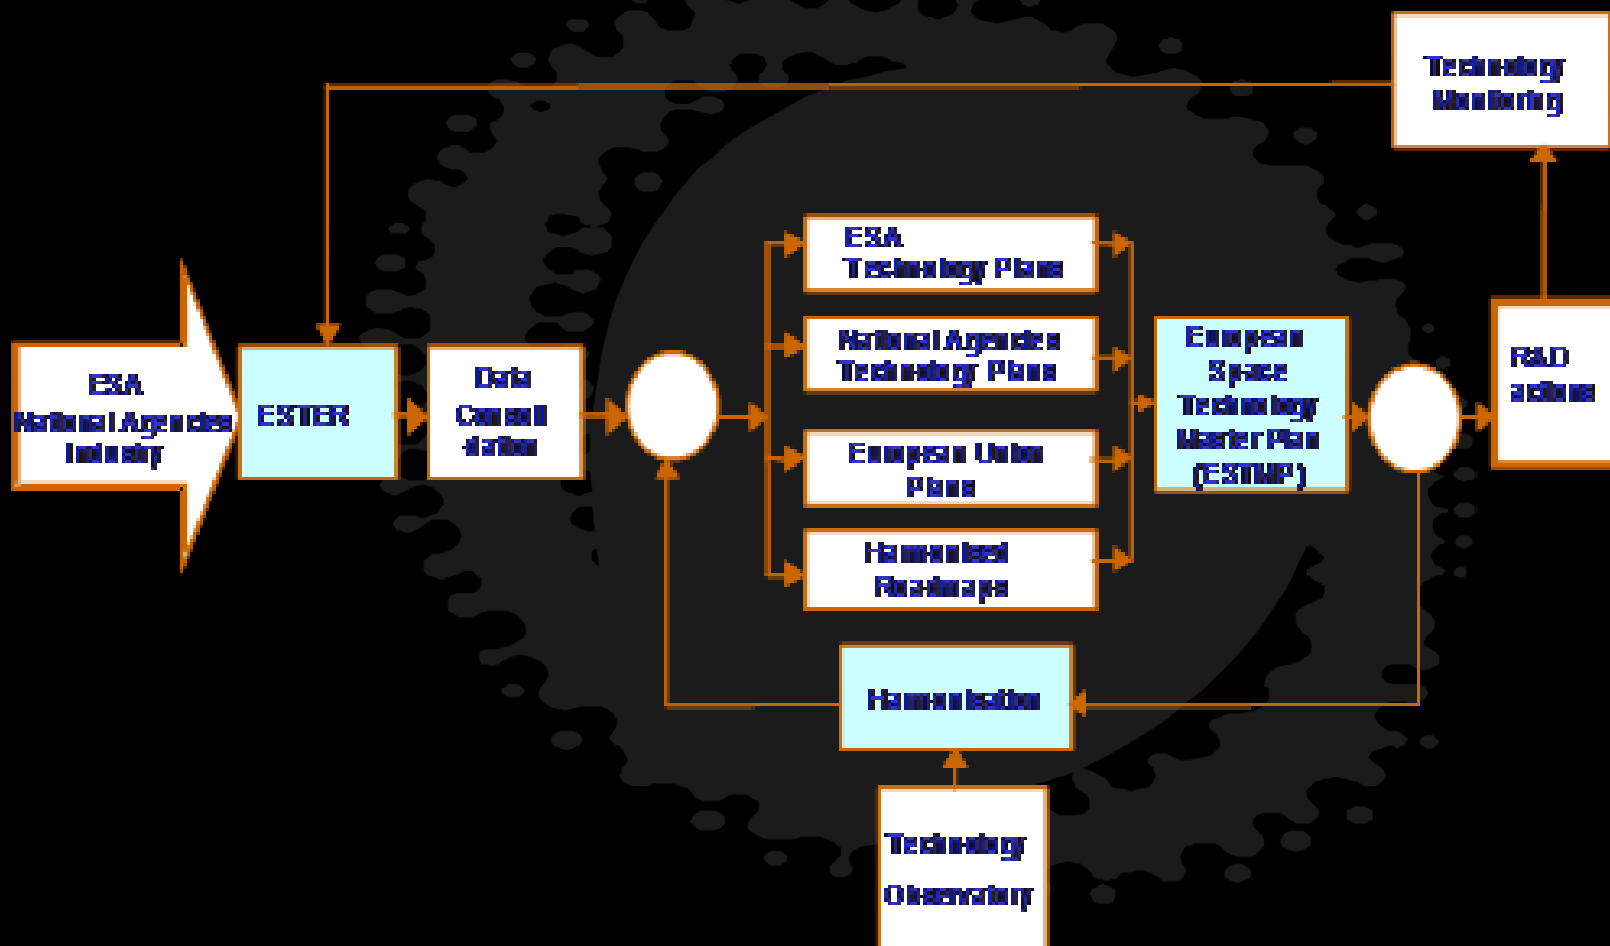 Technology
Monitoring
ESA
Technology Plans
National Agencies
Technology Plans
European Union
Plans
Harmonised
Roadmaps
European
Space
Technology
Master Plan
(ESTMP)
R&D
actions
ESA
National Agencies
Industry
ESTER
Data
Consoli
-dation
Harmonisation
Technology
Observatory